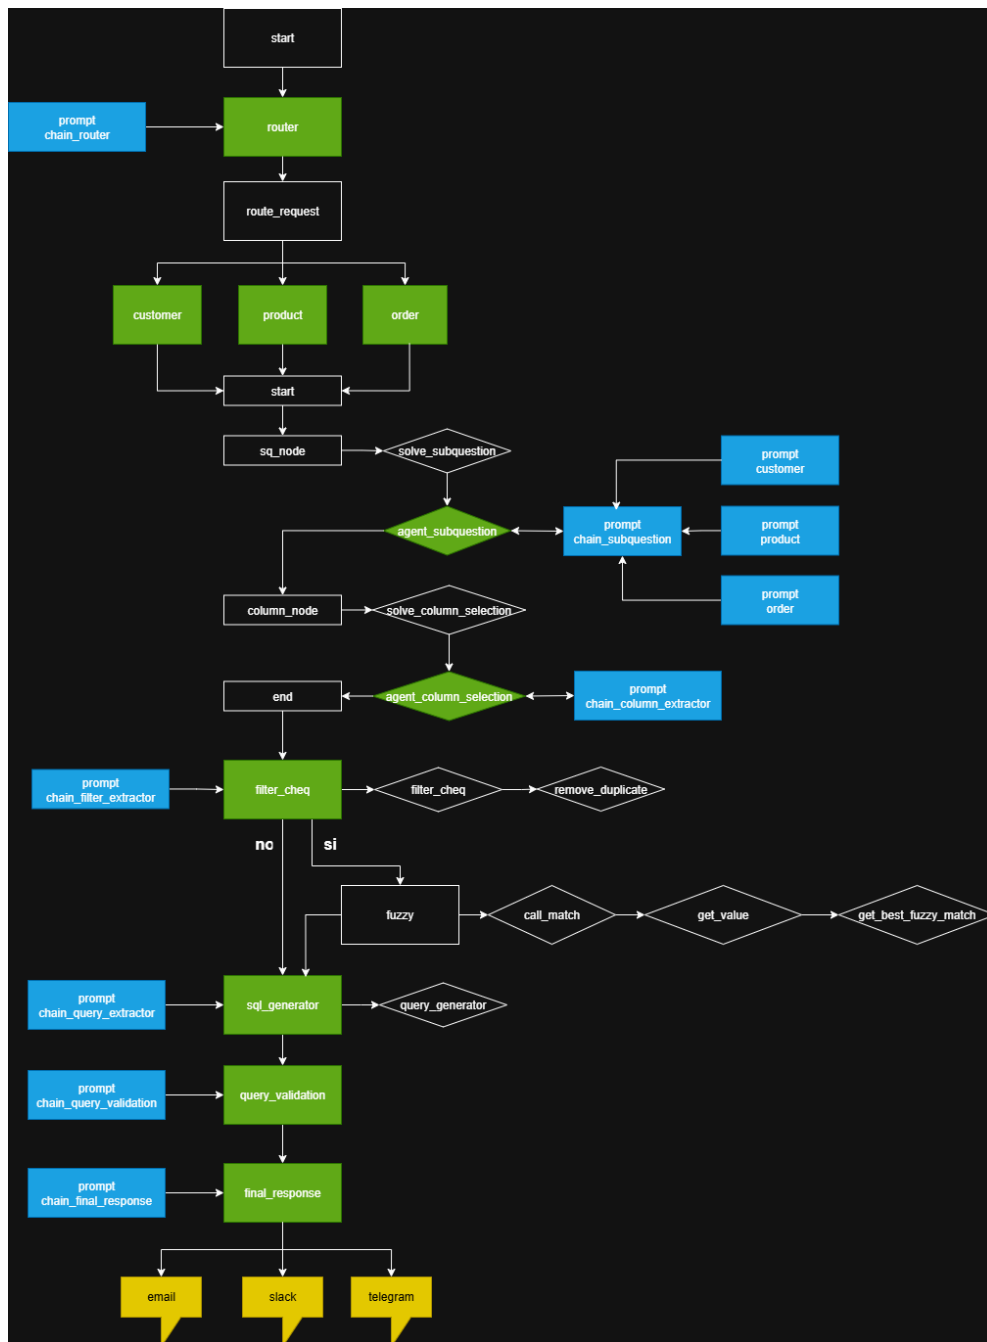 start
prompt
chain_router
router
route_request
customer
product
order
start
sq_node
solve_subquestion
prompt
customer
agent_subquestion
prompt
chain_subquestion
prompt
product
column_node
solve_column_selection
prompt
order
end
agent_column_selection
prompt
chain_column_extractor
prompt
chain_filter_extractor
filter_cheq
filter_cheq
remove_duplicate
no
si
fuzzy
call_match
get_value
get_best_fuzzy_match
prompt
chain_query_extractor
sql_generator
query_generator
prompt
chain_query_validation
query_validation
prompt
chain_final_response
final_response
email
slack
telegram